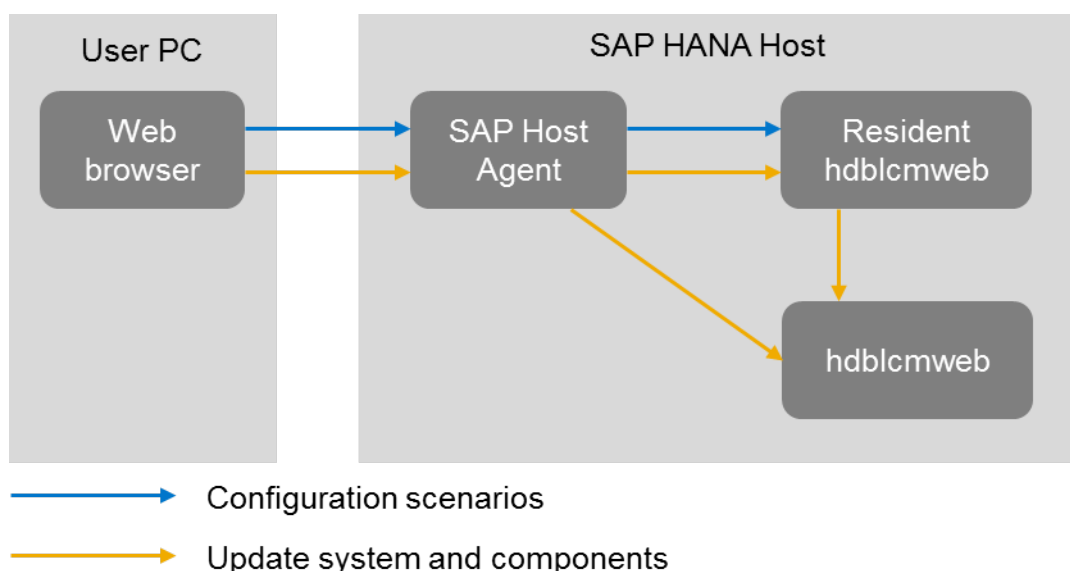 User PC
SAP HANA Host
Web
browser
SAP Host
Agent
Resident
hdblcmweb
hdblcmweb
Configuration scenarios
Update system and components